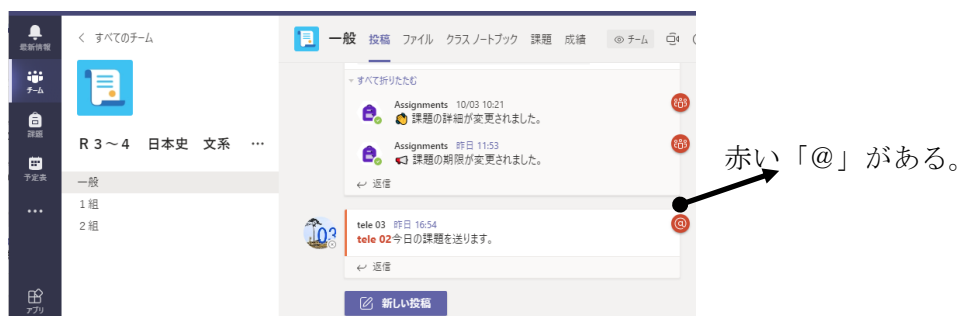 最新情報
チーム
課題
予定表
アプリ
すべてのチーム
R 3~4 日本史 文系 …
一般
1 組
2 組
一般 投稿 ファイル クラス ノートブック 課題 成績 チーム
すべて折りたたむ
Assignments 10/03 10:21
課題の詳細が変更されました。
Assignments 昨日 11:53
課題の期限が変更されました。
返信
03
tele 03 昨日 16:54
tele 02今日の課題を送ります。
@
返信
新しい投稿
赤い「@」がある。